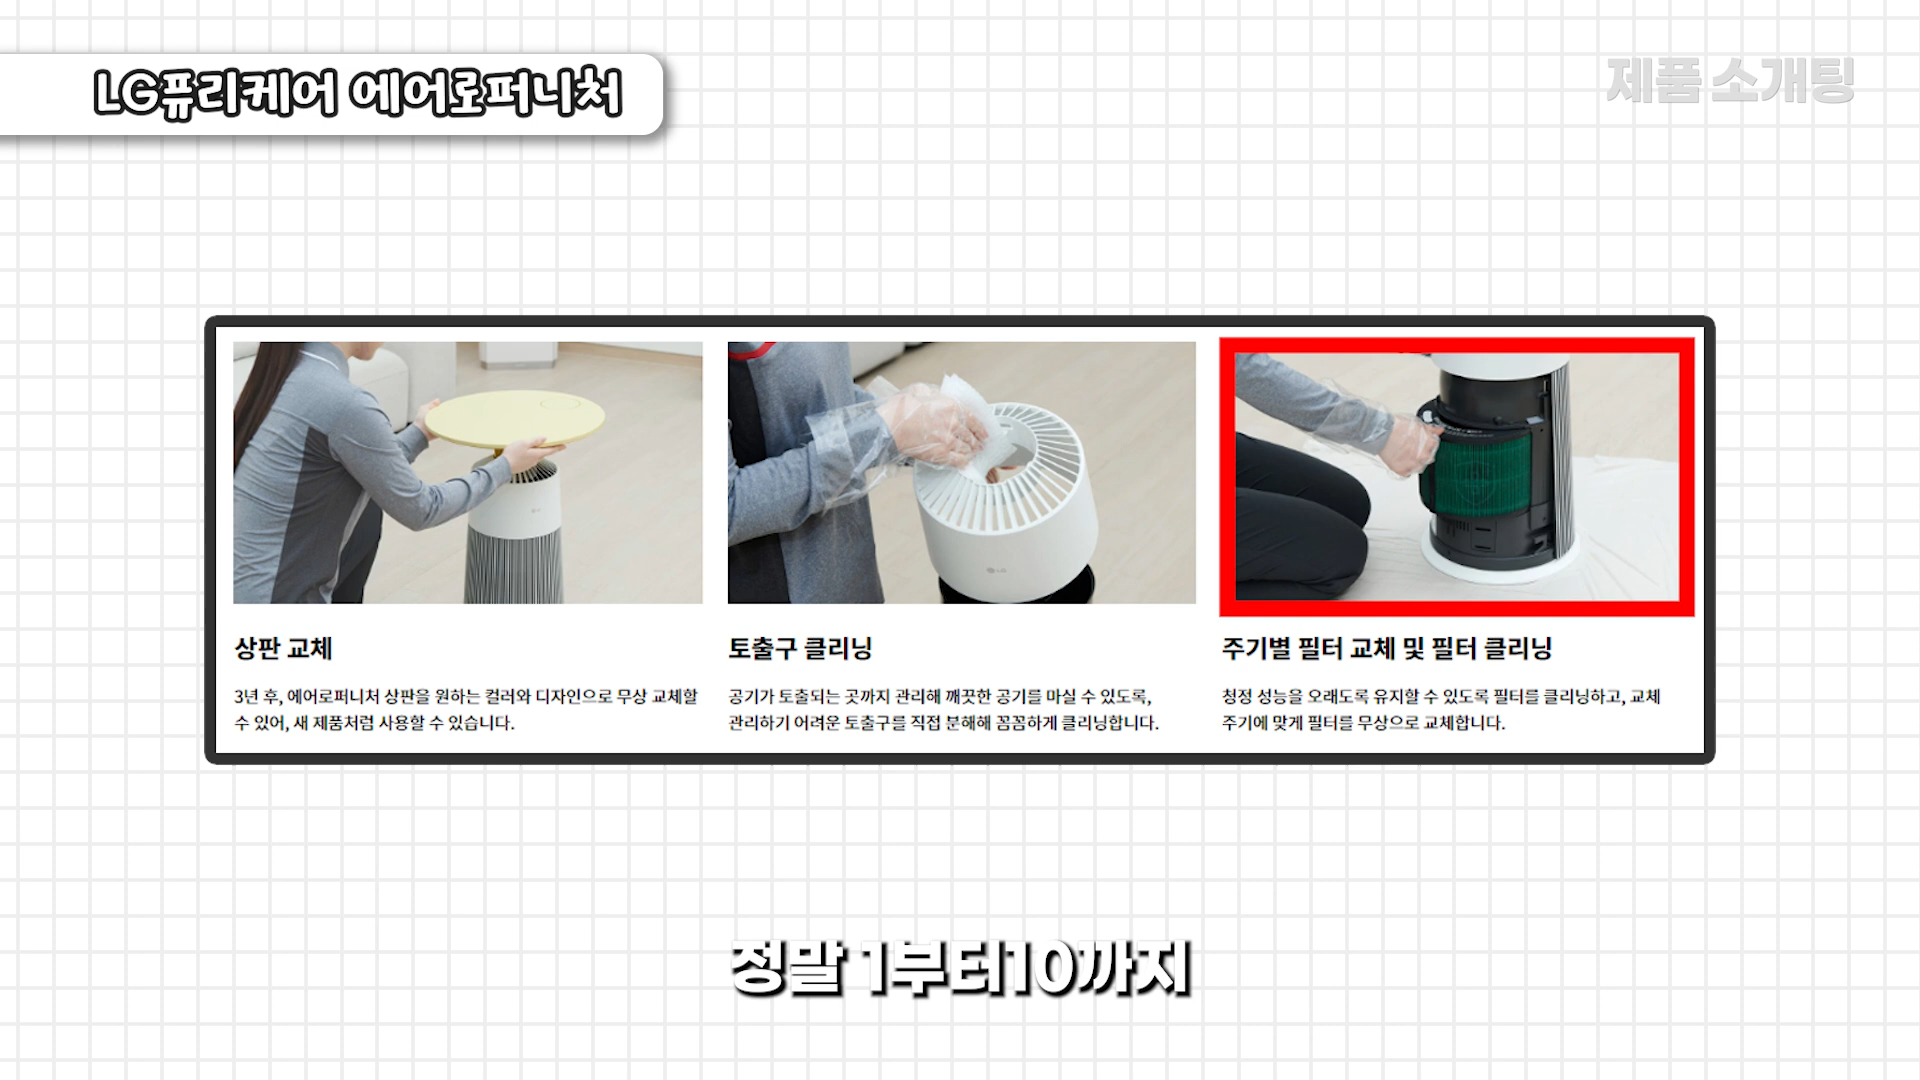 LG퓨리케어 에어로퍼니처
제품 소개팅
상판 교체
3년 후, 에어로퍼니처 상판을 원하는 컬러와 디자인으로 무상 교체할
수 있어, 새 제품처럼 사용할 수 있습니다.
토출구 클리닝
공기가 토출되는 곳까지 관리해 깨끗한 공기를 마실 수 있도록,
관리하기 어려운 토출구를 직접 분해해 꼼꼼하게 클리닝합니다.
주기별 필터 교체 및 필터 클리닝
청정 성능을 오래도록 유지할 수 있도록 필터를 클리닝하고, 교체
주기에 맞게 필터를 무상으로 교체합니다.
정말 1부터10까지